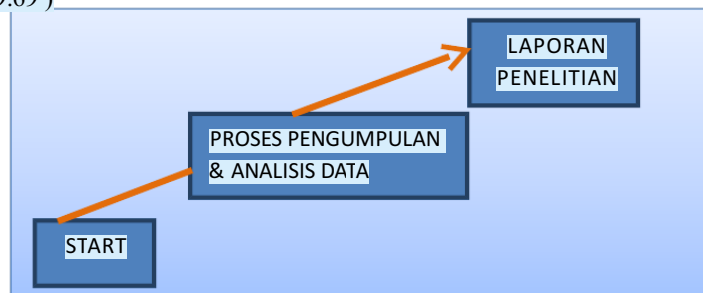 LAPORAN
PENELITIAN
PROSES PENGUMPULAN
& ANALISIS DATA
START